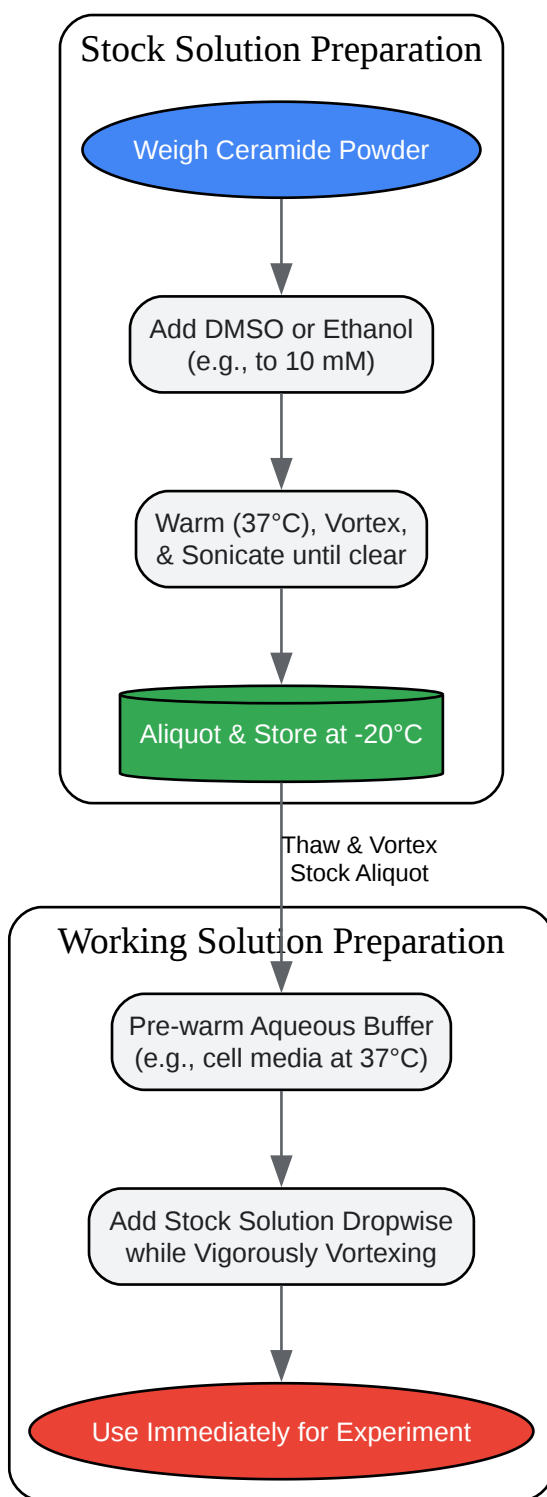 Stock Solution Preparation
Weigh Ceramide Powder
Add DMSO or Ethanol
(e.g., to 10 mM)
Warm (37°C), Vortex,
& Sonicate until clear
Aliquot & Store at -20°C
Thaw & Vortex
Stock Aliquot
Working Solution Preparation
Pre-warm Aqueous Buffer
(e.g., cell media at 37°C)
Add Stock Solution Dropwise
while Vigorously Vortexing
Use Immediately for Experiment